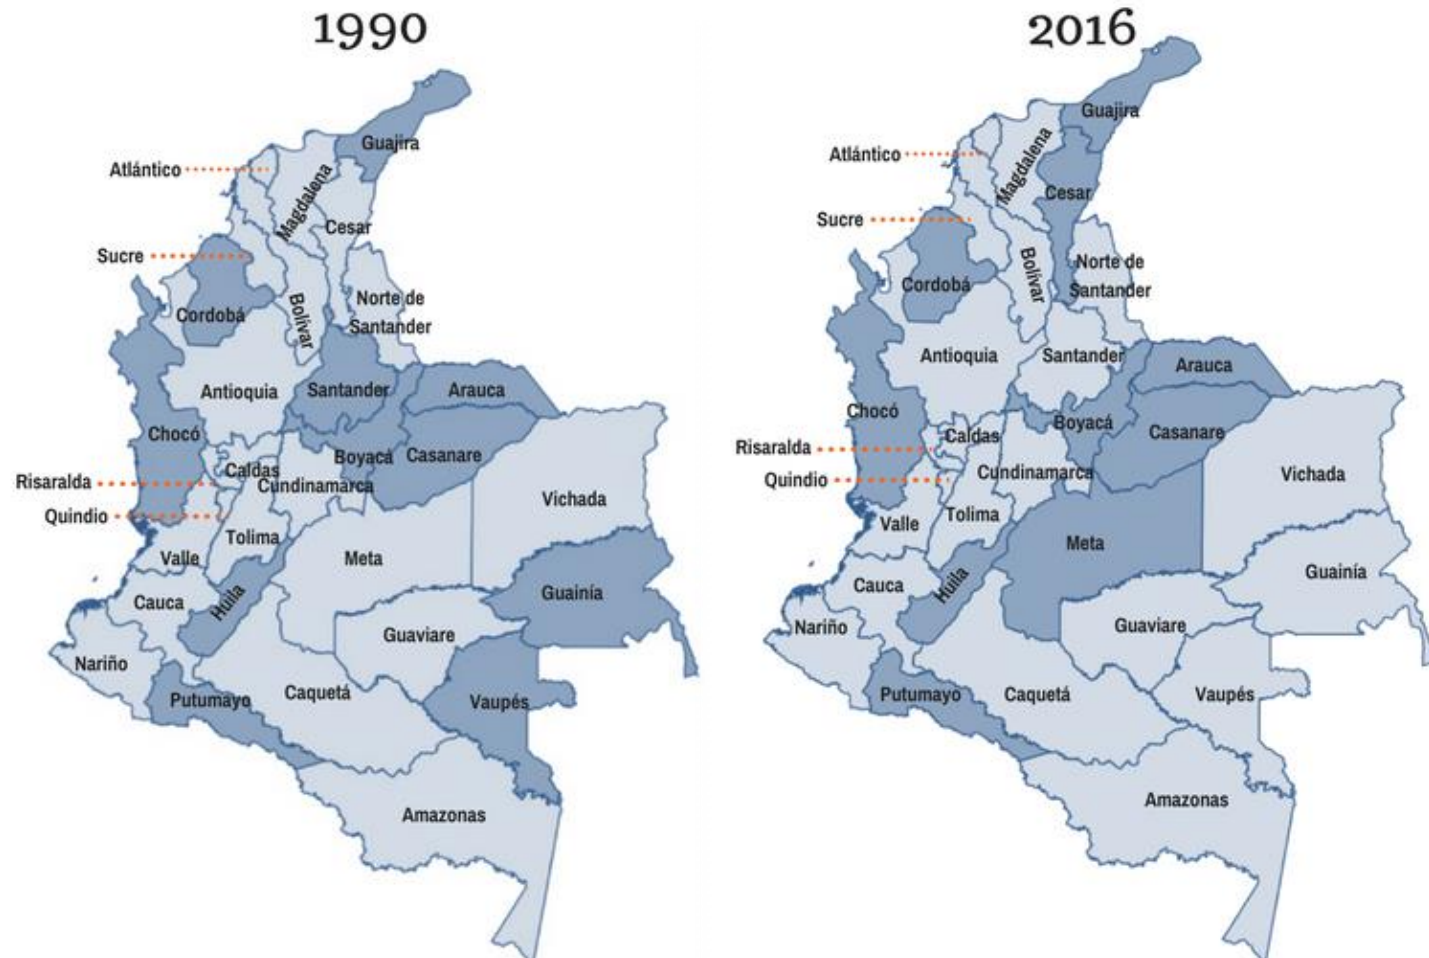 1990
Guajira
Atlántico
Magdalena
Cesar
Sucre
Norte de
Santander
Cordobá
Bolívar
Antioquia
Santander
Arauca
Chocó
Boyacá
Casanare
Caldas
Risaralda
Cundinamarca
Vichada
Quindio
Tolima
Valle
Meta
Guainía
Cauca
Huila
Guaviare
Nariño
Putumayo
Caquetá
Vaupés
Amazonas
2016
Guajira
Atlántico
Magdalena
Cesar
Sucre
Norte de
Santander
Bolívar
Cordobá
Antioquia
Santander
Arauca
Chocó
Boyacá
Casanare
Caldas
Risaralda
Cundinamarca
Vichada
Quindio
Tolima
Valle
Meta
Guainía
Cauca
Huila
Guaviare
Nariño
Putumayo
Caquetá
Vaupés
Amazonas